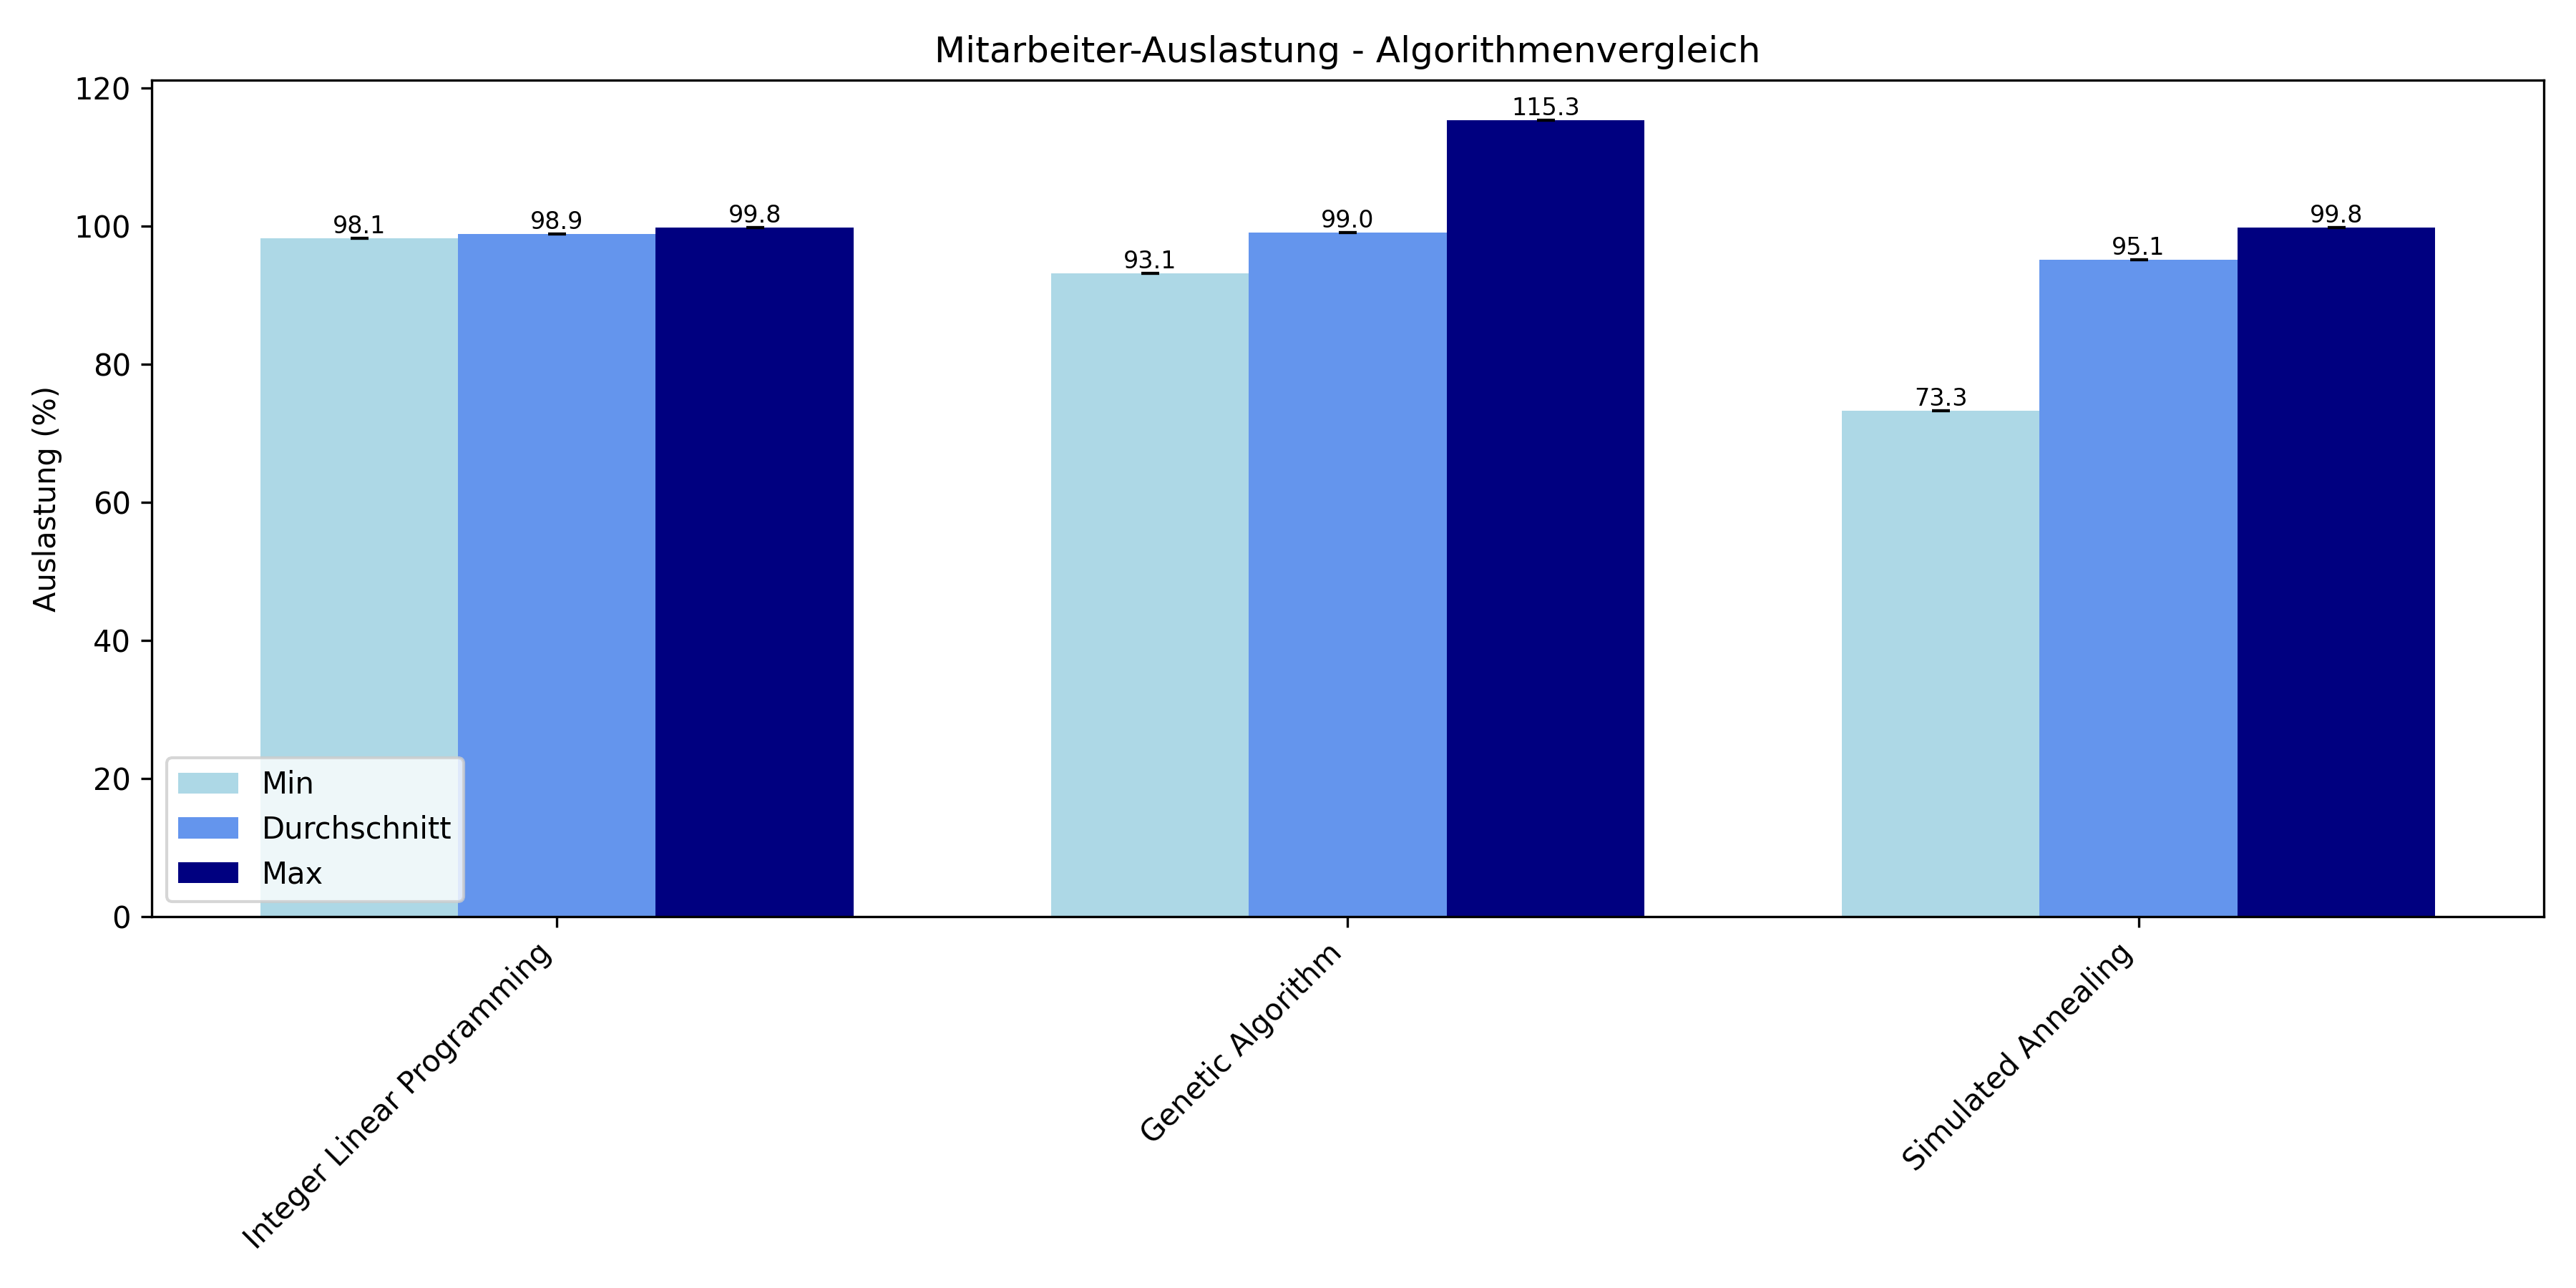 Mitarbeiter-Auslastung - Algorithmenvergleich
Auslastung (%)
120
100
80
60
40
20
0
98.1
98.9
99.8
93.1
99.0
115.3
73.3
95.1
99.8
Min
Durchschnitt
Max
Integer Linear Programming
Genetic Algorithm
Simulated Annealing